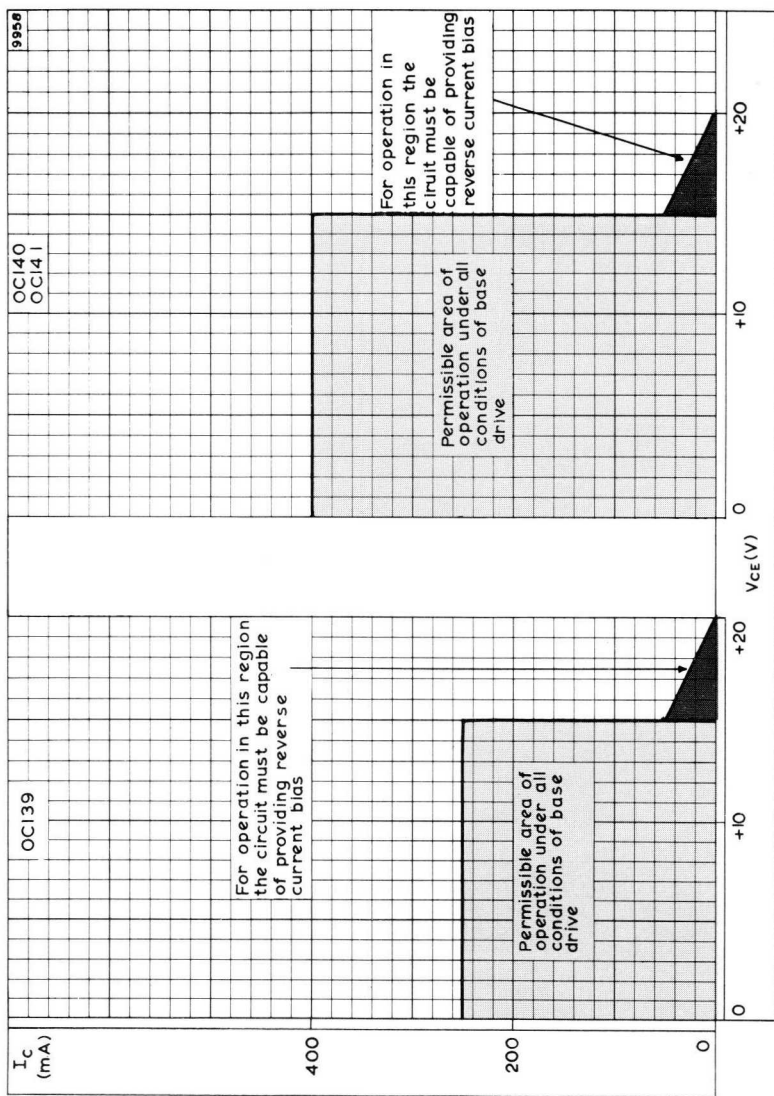 9958
OC139
OC140
OC141
I_C
(mA)
400
200
0
For operation in this region
the circuit must be capable
of providing reverse
current bias
Permissible area of
operation under all
conditions of base
drive
0
+10
+20
For operation in
this region the
ciruit must be
capable of providing
reverse current bias
Permissible area of
operation under all
conditions of base
drive
0
+10
+20
V_CE (V)